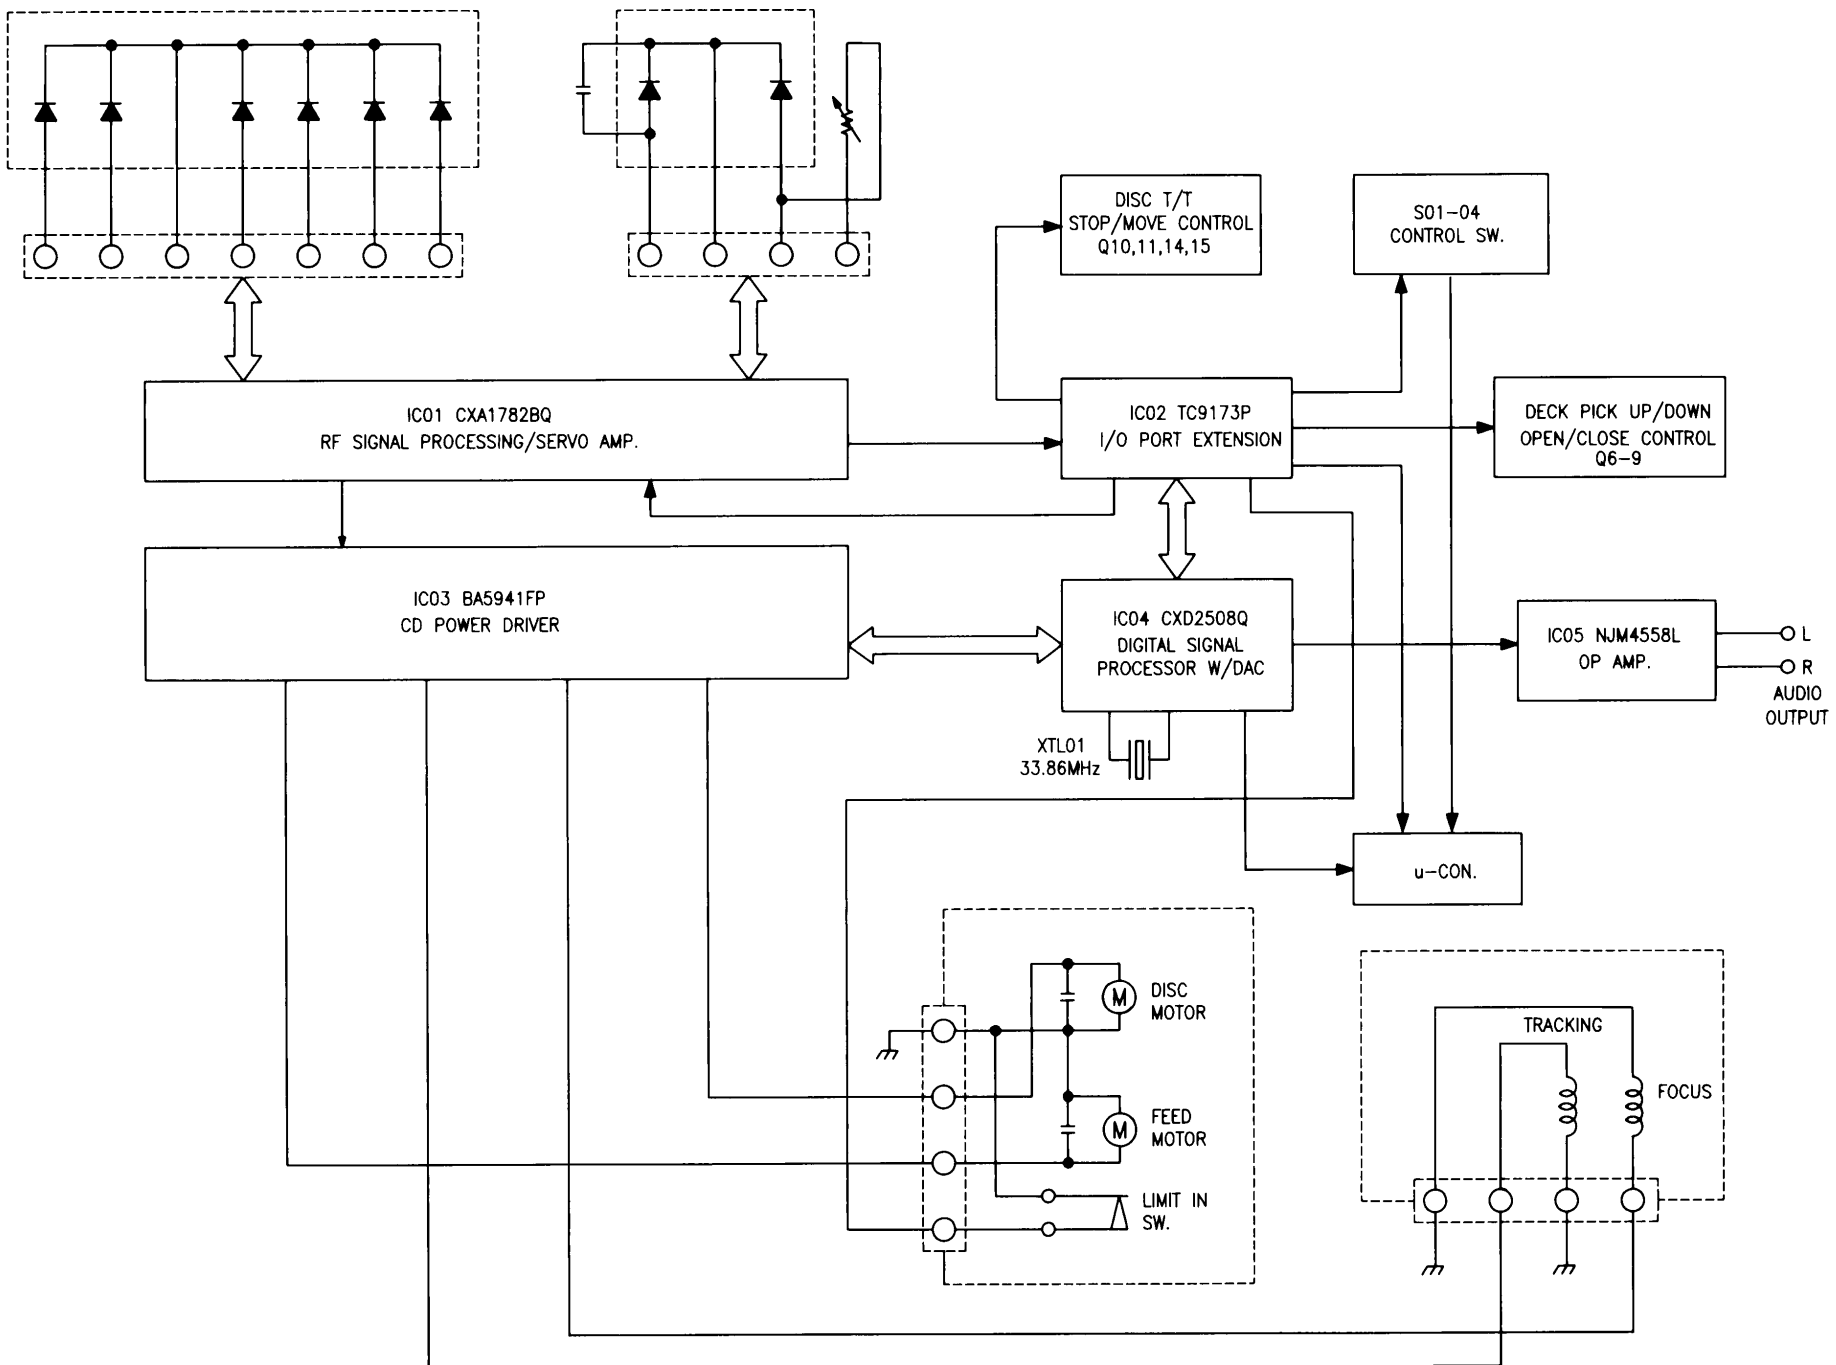 DISC T/T
STOP/MOVE CONTROL
Q10,11,14,15
S01-04
CONTROL SW.
IC01 CXA1782BQ
RF SIGNAL PROCESSING/SERVO AMP.
IC02 TC9173P
I/O PORT EXTENSION
DECK PICK UP/DOWN
OPEN/CLOSE CONTROL
Q6-9
IC03 BA5941FP
CD POWER DRIVER
IC04 CXD2508Q
DIGITAL SIGNAL
PROCESSOR W/DAC
IC05 NJM4558L
OP AMP.
L
R
AUDIO
OUTPUT
XTL01
33.86MHz
u-CON.
M
DISC
MOTOR
M
FEED
MOTOR
LIMIT IN
SW.
TRACKING
FOCUS